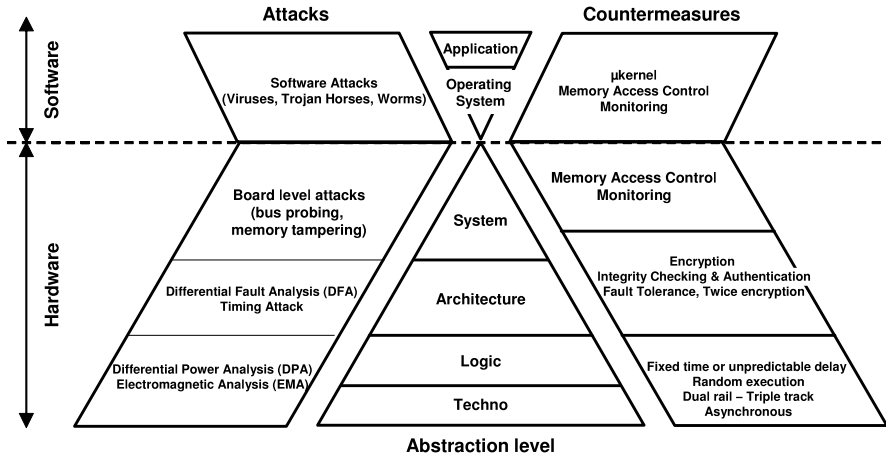 Attacks
Countermeasures
Software
Application
Software Attacks
(Viruses, Trojan Horses, Worms)
Operating
System
µkernel
Memory Access Control
Monitoring
Hardware
Board level attacks
(bus probing,
memory tampering)
System
Memory Access Control
Monitoring
Differential Fault Analysis (DFA)
Timing Attack
Architecture
Encryption
Integrity Checking & Authentication
Fault Tolerance, Twice encryption
Differential Power Analysis (DPA)
Electromagnetic Analysis (EMA)
Logic
Techno
Fixed time or unpredictable delay
Random execution
Dual rail – Triple track
Asynchronous
Abstraction level